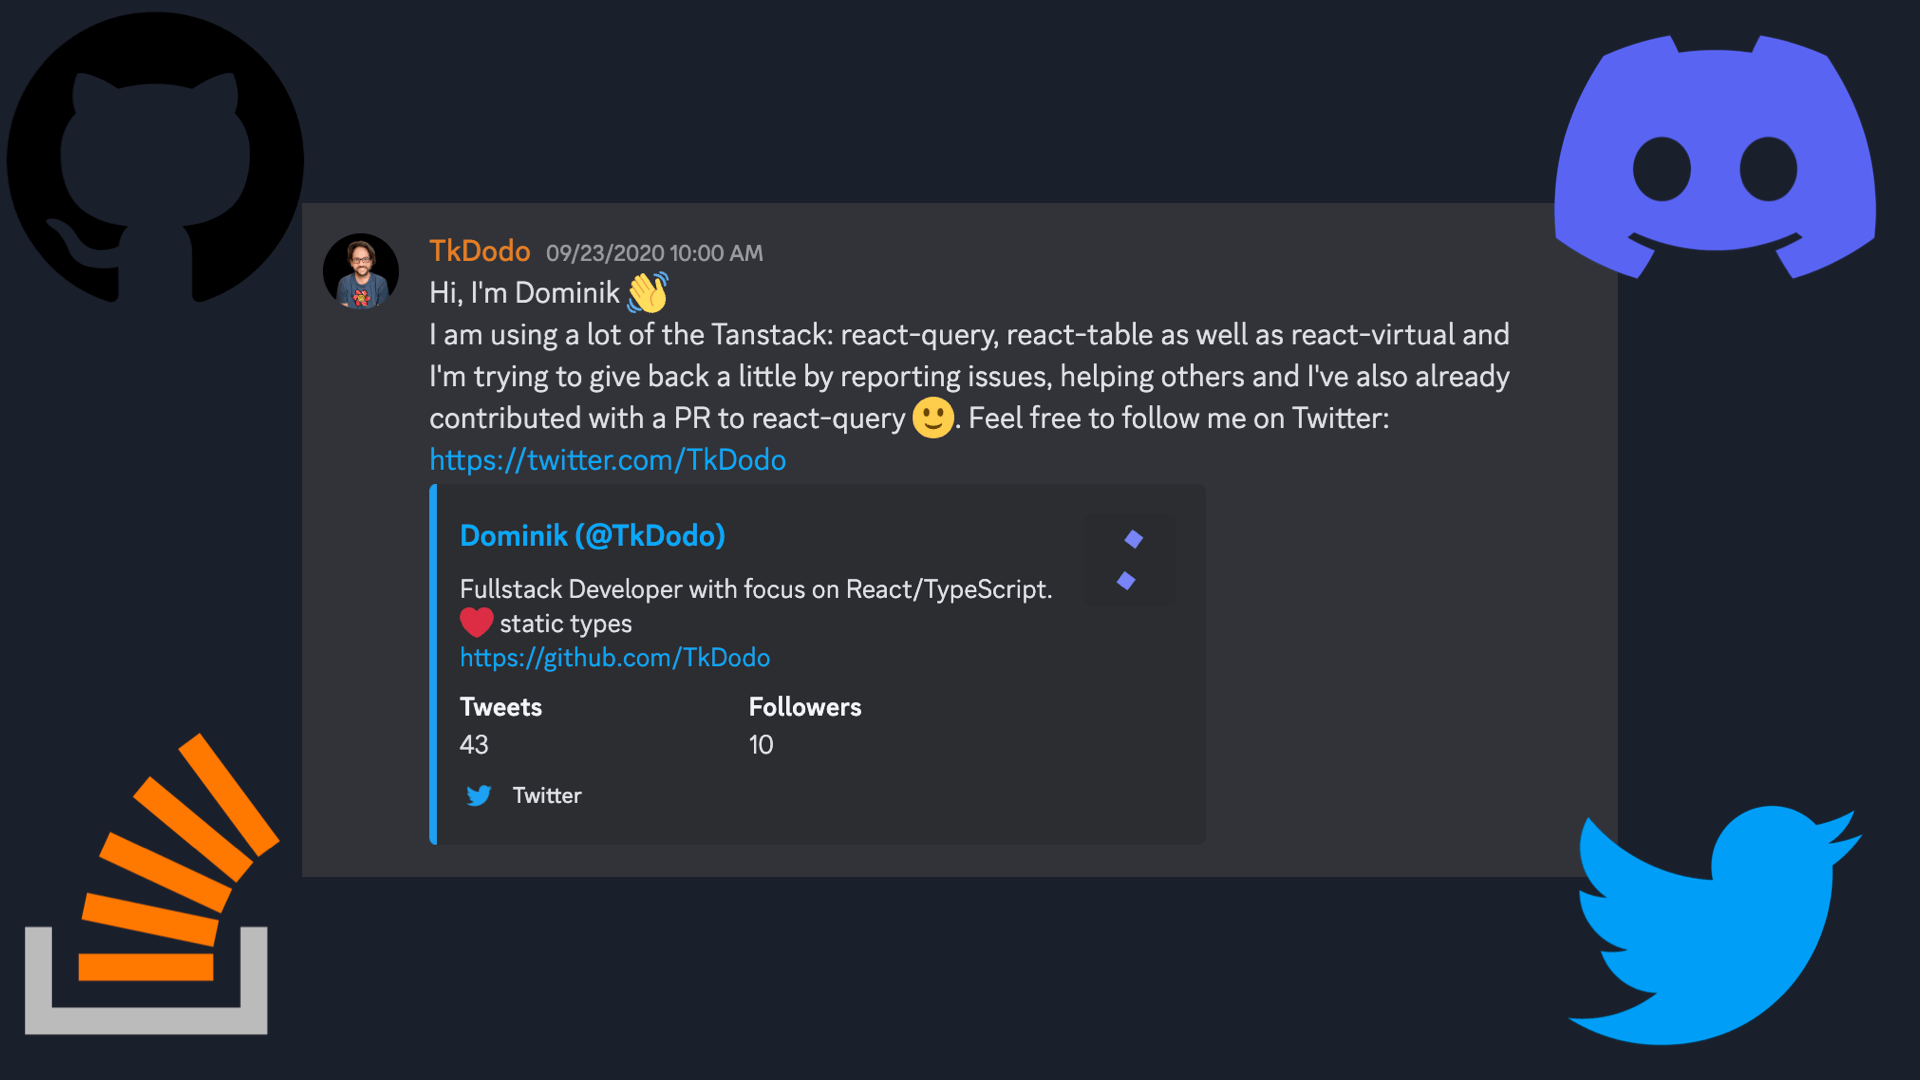 TkDodo 09/23/2020 10:00 AM
Hi, I'm Dominik 👋
I am using a lot of the Tanstack: react-query, react-table as well as react-virtual and
I'm trying to give back a little by reporting issues, helping others and I've also already
contributed with a PR to react-query 🙂. Feel free to follow me on Twitter:
https://twitter.com/TkDodo
Dominik (@TkDodo)
Fullstack Developer with focus on React/TypeScript.
❤️ static types
https://github.com/TkDodo
Tweets Followers
43 10
Twitter